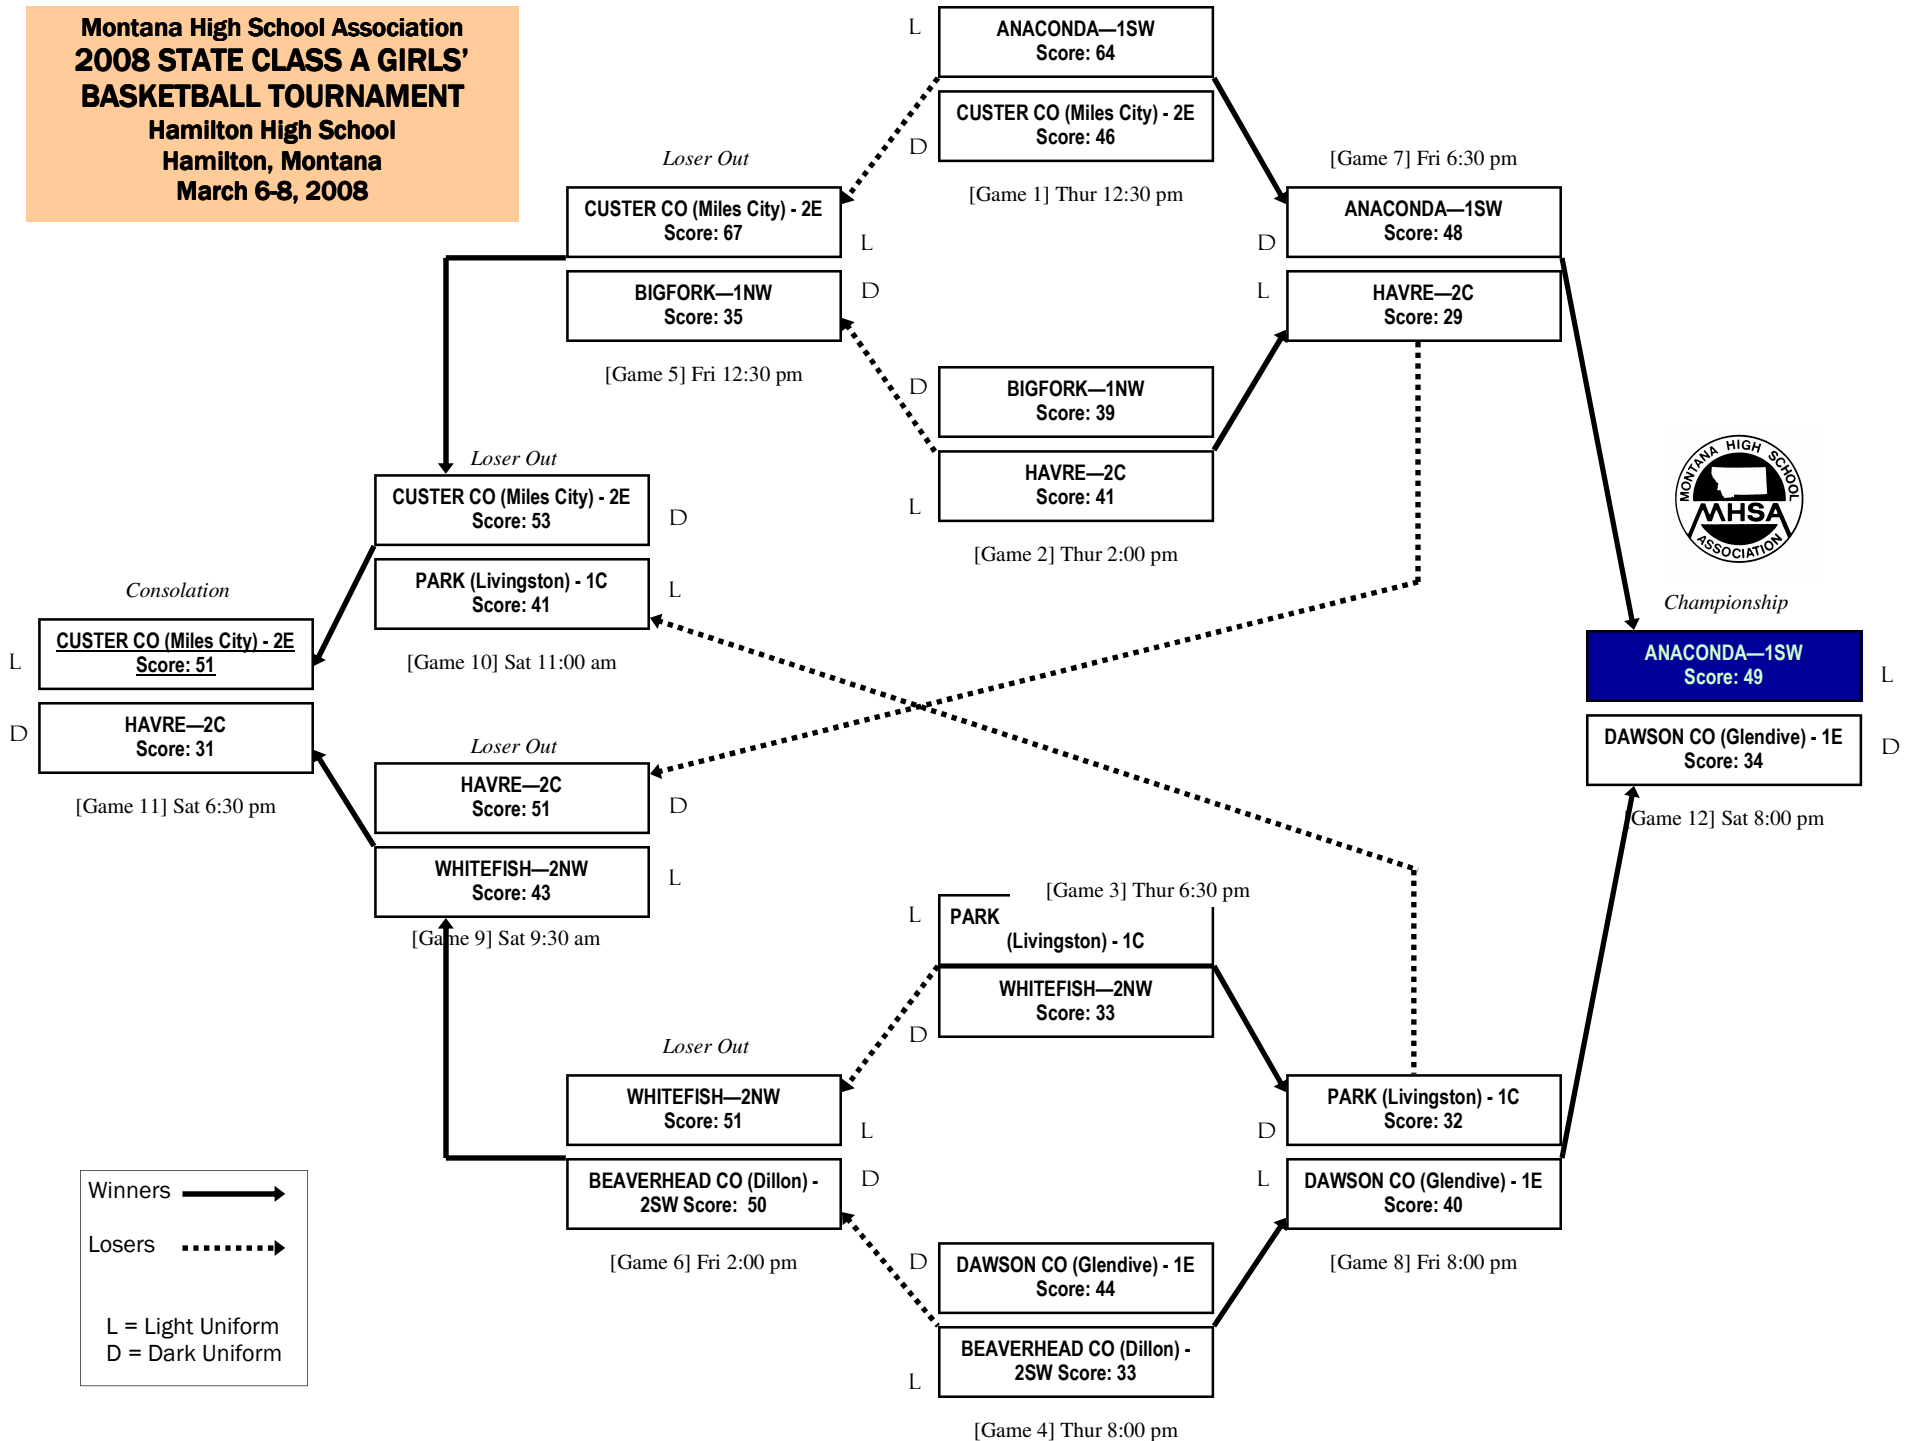 Montana High School Association
2008 STATE CLASS A GIRLS'
BASKETBALL TOURNAMENT
Hamilton High School
Hamilton, Montana
March 6-8, 2008
L
ANACONDA—1SW
Score: 64
CUSTER CO (Miles City) - 2E
Score: 46
D
[Game 1] Thur 12:30 pm
Loser Out
CUSTER CO (Miles City) - 2E
Score: 67
L
BIGFORK—1NW
Score: 35
D
[Game 5] Fri 12:30 pm
[Game 7] Fri 6:30 pm
ANACONDA—1SW
Score: 48
D
L
HAVRE—2C
Score: 29
D
BIGFORK—1NW
Score: 39
HAVRE—2C
Score: 41
L
[Game 2] Thur 2:00 pm
Loser Out
CUSTER CO (Miles City) - 2E
Score: 53
D
PARK (Livingston) - 1C
Score: 41
L
[Game 10] Sat 11:00 am
Consolation
CUSTER CO (Miles City) - 2E
Score: 51
L
HAVRE—2C
Score: 31
D
[Game 11] Sat 6:30 pm
Loser Out
HAVRE—2C
Score: 51
D
WHITEFISH—2NW
Score: 43
L
[Game 9] Sat 9:30 am
MONTANA HIGH SCHOOL
MHSA
ASSOCIATION
Championship
ANACONDA—1SW
Score: 49
L
DAWSON CO (Glendive) - 1E
Score: 34
D
[Game 12] Sat 8:00 pm
[Game 3] Thur 6:30 pm
L
PARK
(Livingston) - 1C
WHITEFISH—2NW
Score: 33
D
Loser Out
WHITEFISH—2NW
Score: 51
L
BEAVERHEAD CO (Dillon) -
2SW Score: 50
D
[Game 6] Fri 2:00 pm
PARK (Livingston) - 1C
Score: 32
D
L
DAWSON CO (Glendive) - 1E
Score: 40
[Game 8] Fri 8:00 pm
D
DAWSON CO (Glendive) - 1E
Score: 44
BEAVERHEAD CO (Dillon) -
2SW Score: 33
L
[Game 4] Thur 8:00 pm
Winners
Losers
L = Light Uniform
D = Dark Uniform